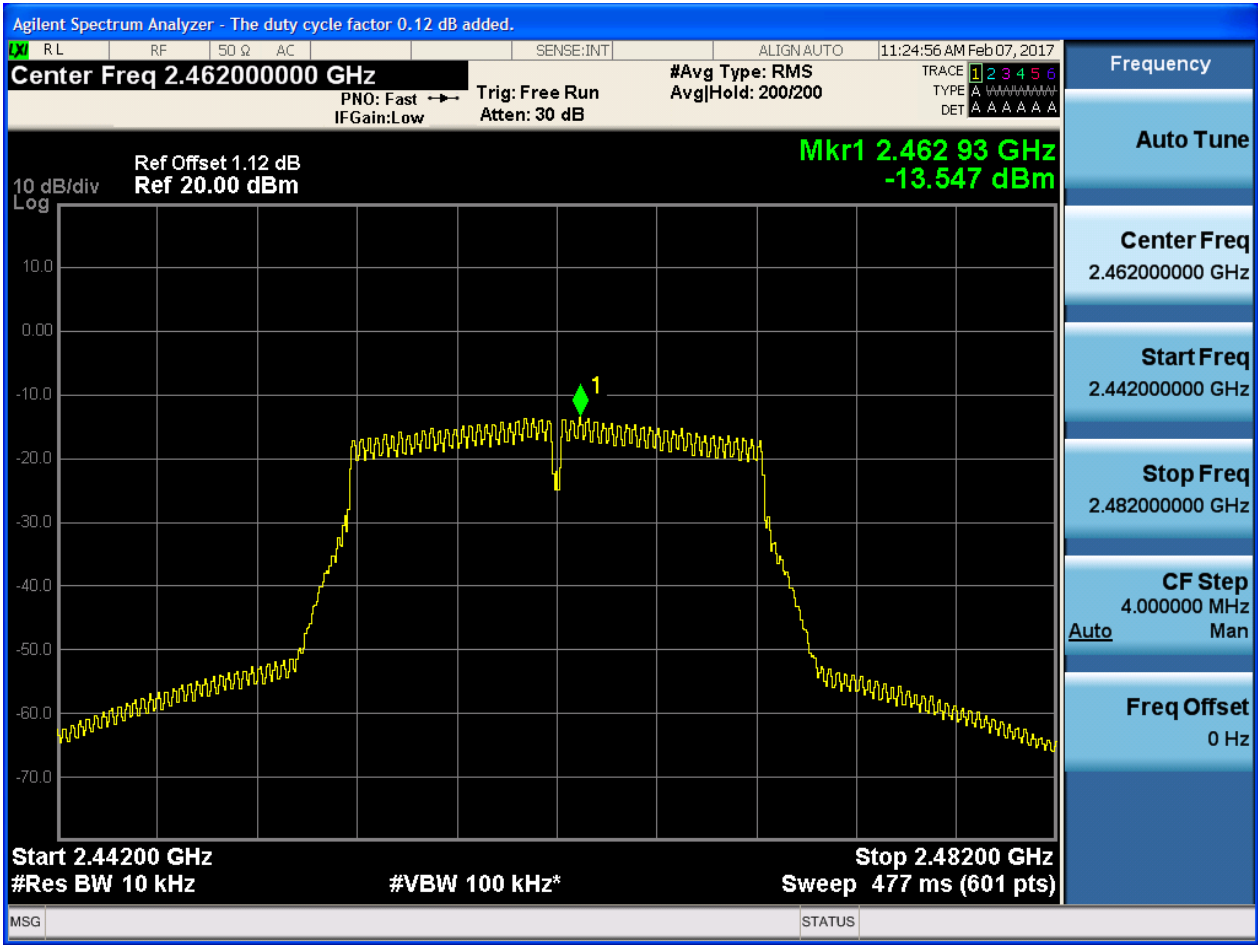 Agilent Spectrum Analyzer - The duty cycle factor 0.12 dB added.
LXI RL RF 50 Ω AC SENSE:INT ALIGN AUTO 11:24:56 AM Feb 07, 2017
Center Freq 2.462000000 GHz
PNO: Fast
IFGain:Low
Trig: Free Run
Atten: 30 dB
#Avg Type: RMS
Avg|Hold: 200/200
TRACE 1 2 3 4 5 6
TYPE A WWWWW
DET A A A A A A
Mkr1 2.462 93 GHz
-13.547 dBm
Ref Offset 1.12 dB
10 dB/div Ref 20.00 dBm
Log
10.0
0.00
-10.0
-20.0
-30.0
-40.0
-50.0
-60.0
-70.0
1
Start 2.44200 GHz Stop 2.48200 GHz
#Res BW 10 kHz #VBW 100 kHz* Sweep 477 ms (601 pts)
MSG STATUS
Frequency
Auto Tune
Center Freq
2.462000000 GHz
Start Freq
2.442000000 GHz
Stop Freq
2.482000000 GHz
CF Step
4.000000 MHz
Auto Man
Freq Offset
0 Hz